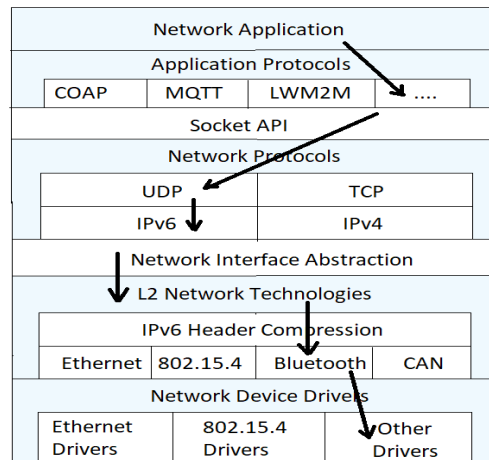 Network Application
Application Protocols
COAP MQTT LWM2M ....
Socket API
Network Protocols
UDP TCP
IPv6 IPv4
Network Interface Abstraction
L2 Network Technologies
IPv6 Header Compression
Ethernet 802.15.4 Bluetooth CAN
Network Device Drivers
Ethernet 802.15.4 Other
Drivers Drivers Drivers